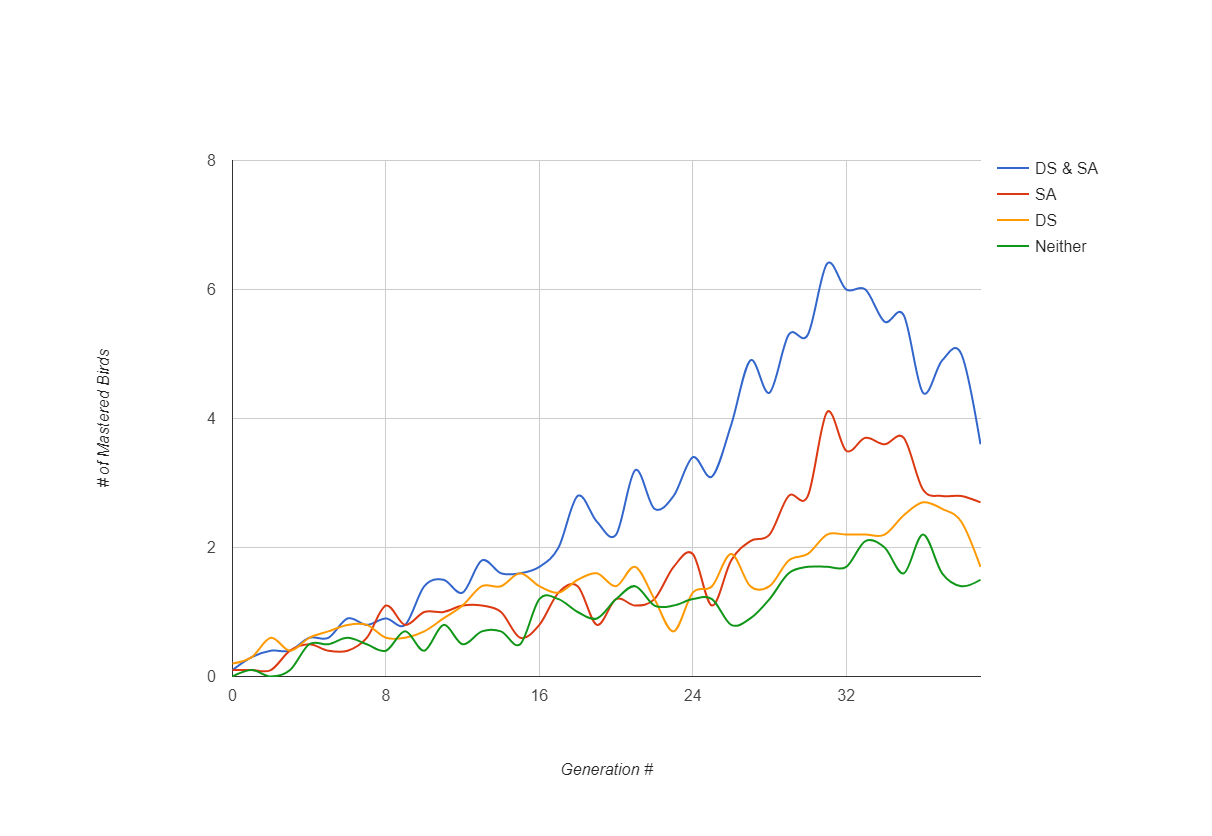 8
6
4
2
0
0 8 16 24 32
# of Mastered Birds
Generation #
DS & SA
SA
DS
Neither